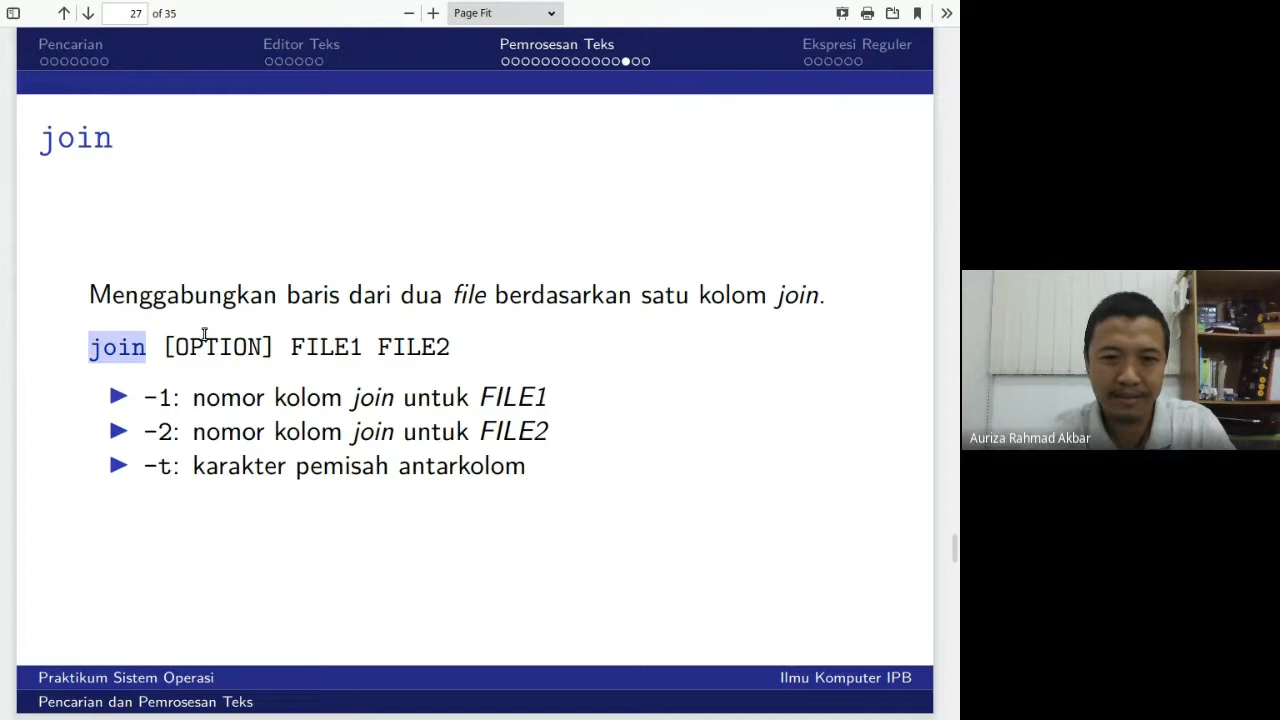 27 of 35
Page Fit
Pencarian
Editor Teks
Pemrosesan Teks
Ekspresi Reguler
join
Menggabungkan baris dari dua file berdasarkan satu kolom join.
join [OPTION] FILE1 FILE2
-1: nomor kolom join untuk FILE1
-2: nomor kolom join untuk FILE2
-t: karakter pemisah antarkolom
Auriza Rahmad Akbar
Praktikum Sistem Operasi
Ilmu Komputer IPB
Pencarian dan Pemrosesan Teks